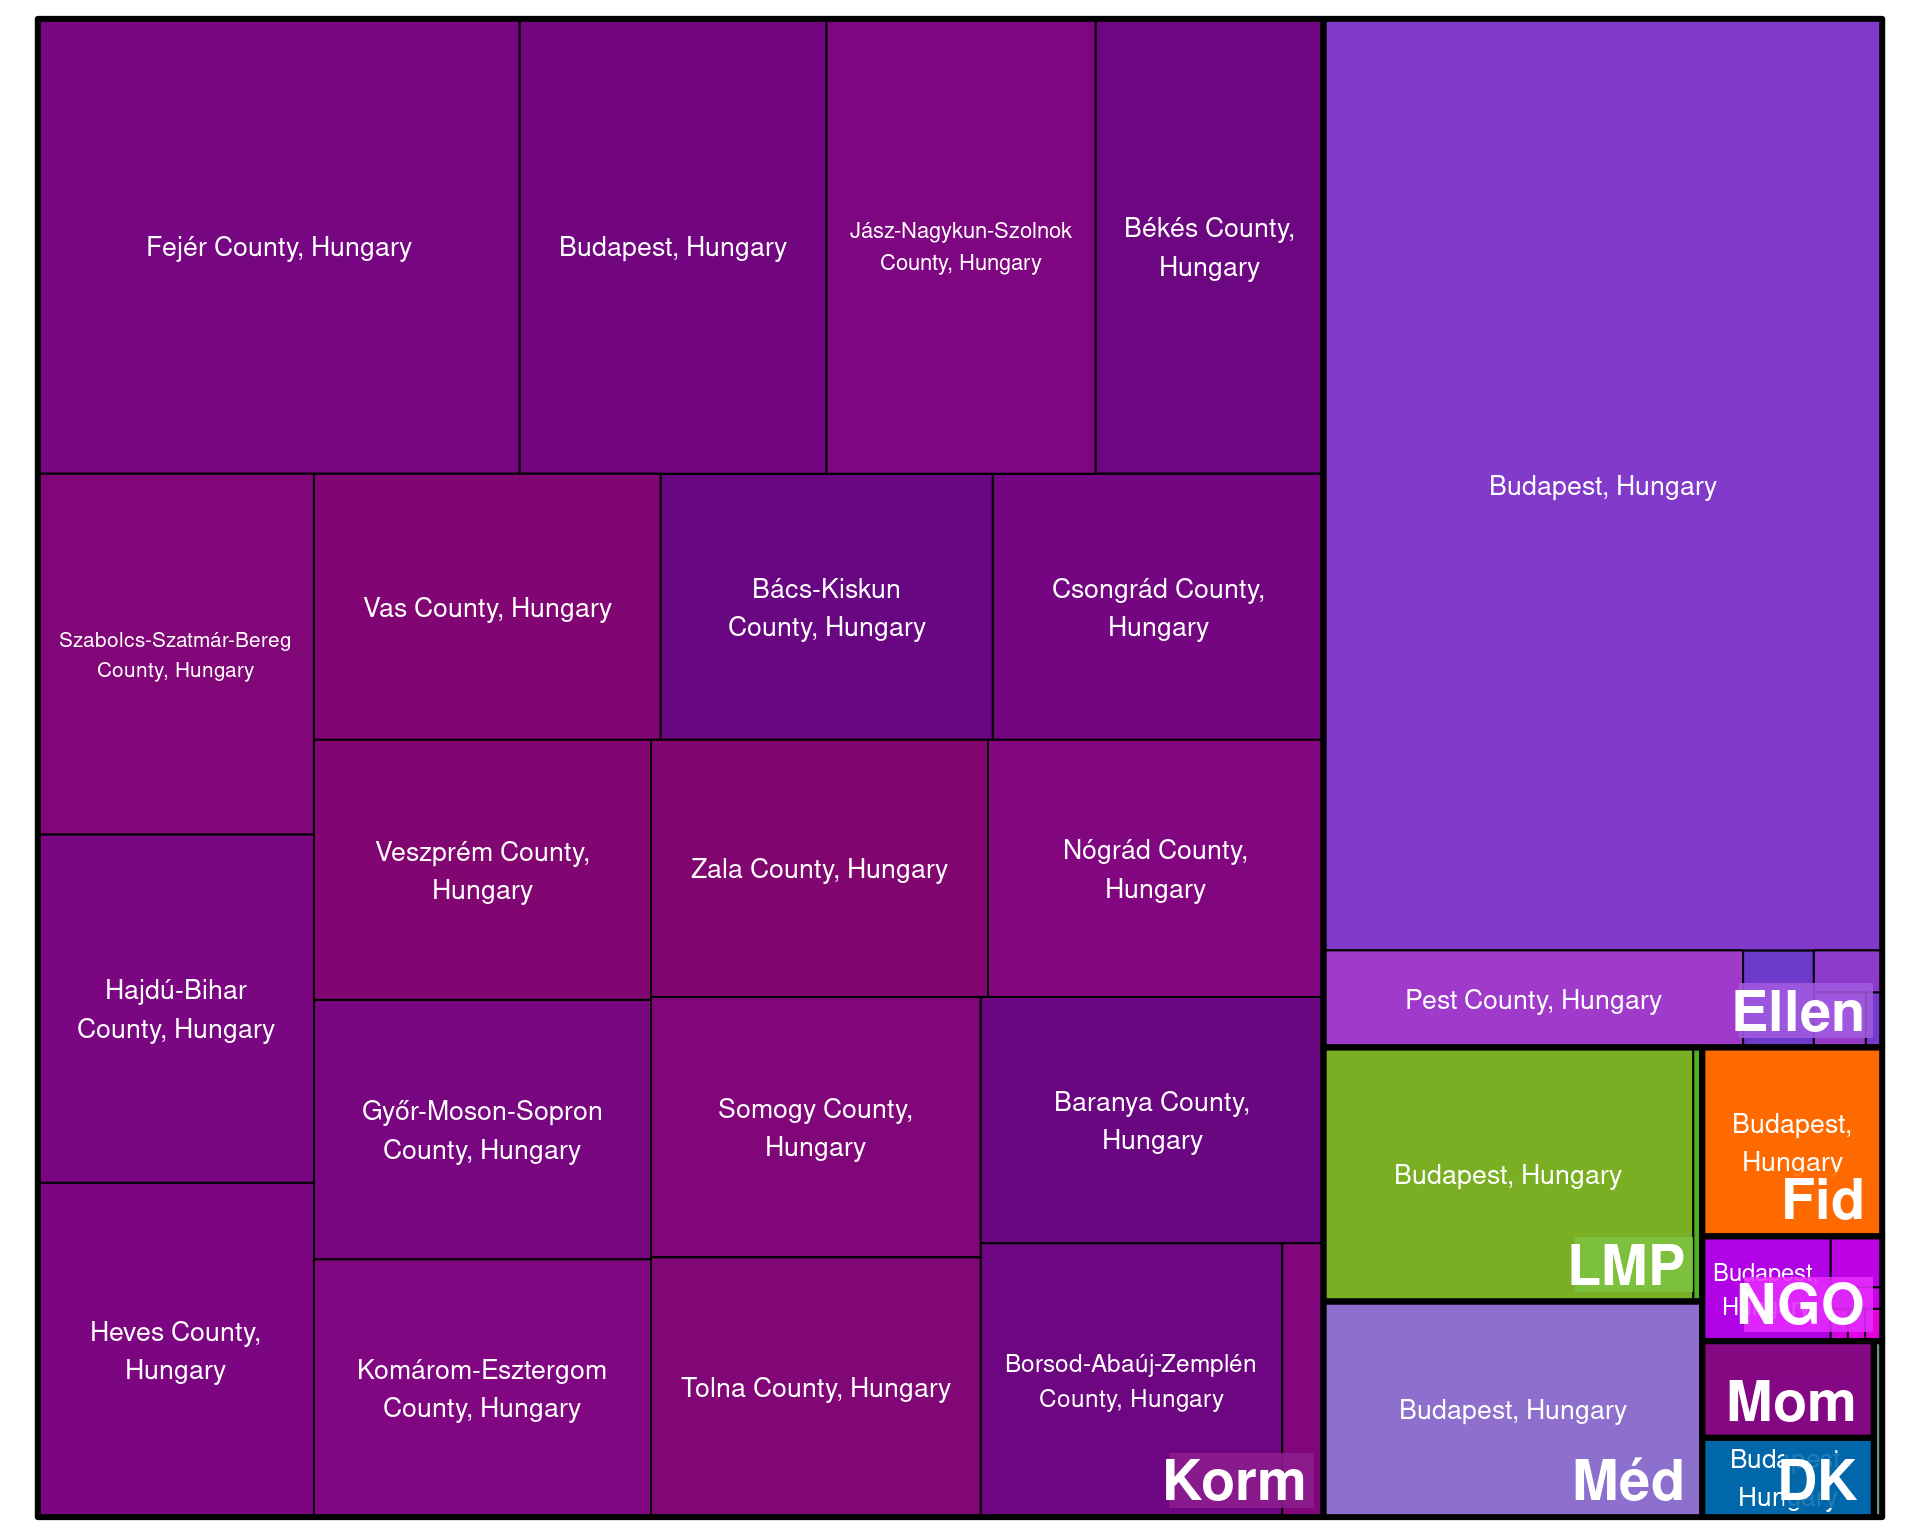 Fejér County, Hungary
Budapest, Hungary
Jász-Nagykun-Szolnok
County, Hungary
Békés County,
Hungary
Szabolcs-Szatmár-Bereg
County, Hungary
Vas County, Hungary
Bács-Kiskun
County, Hungary
Csongrád County,
Hungary
Hajdú-Bihar
County, Hungary
Veszprém County,
Hungary
Zala County, Hungary
Nógrád County,
Hungary
Győr-Moson-Sopron
County, Hungary
Somogy County,
Hungary
Baranya County,
Hungary
Heves County,
Hungary
Komárom-Esztergom
County, Hungary
Tolna County, Hungary
Borsod-Abaúj-Zemplén
County, Hungary
Korm
Budapest, Hungary
Pest County, Hungary
Ellen
Budapest, Hungary
LMP
Budapest, Hungary
Méd
Budapest,
Hungary
Fid
Budapest,
NGO
Mom
Budapest,
Hungary
DK